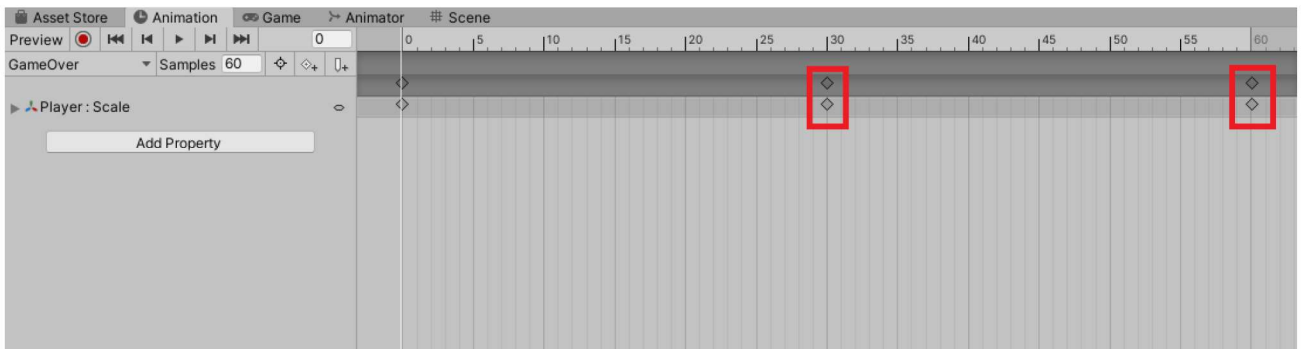 Asset Store Animation Game Animator Scene
Preview 0 0 5 10 15 20 25 30 35 40 45 50 55 60
GameOver Samples 60
Player : Scale
Add Property